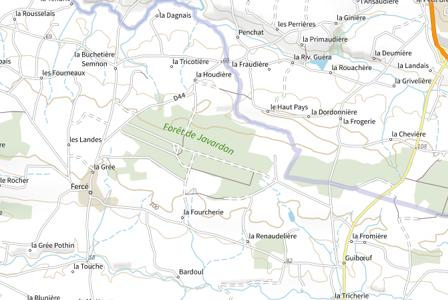 la Rousselais
la Dagnais
la Ginière
les Perrières
Penchat
la Primaudière
la Buchetière
Semnon
la Tricotière
la Fraudière
la Riv. Guéra
la Deumière
la Rouachère
la Landais
la Grivelière
les Fourneaux
la Houdière
D44
le Haut Pays
la Dordonnière
la Frogerie
Forêt de Javardan
la Chevière
les Landes
la Grée
le Rocher
Fercé
la Fourcherie
la Renaudelière
la Fromière
la Grée Pothin
la Touche
Bardoul
Guibœuf
la Tricherie